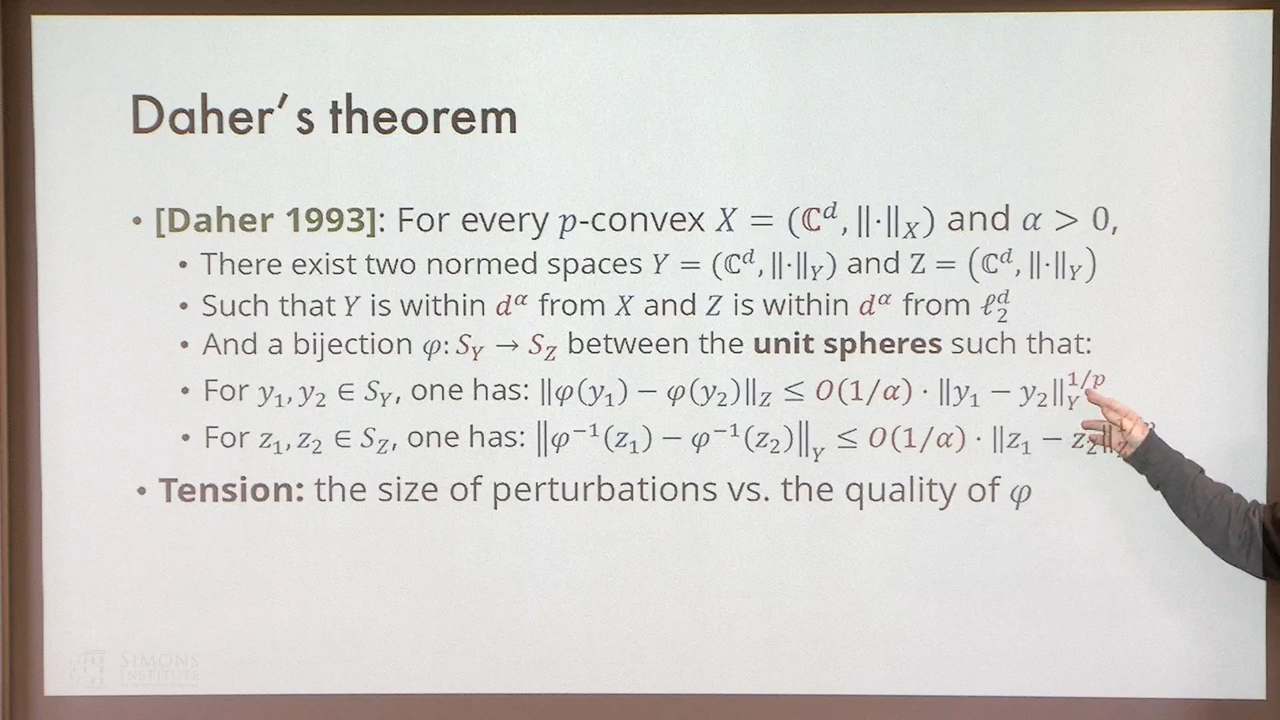 Daher's theorem
• [Daher 1993]: For every p-convex X = (ℂᵈ, ‖·‖_X) and α > 0,
• There exist two normed spaces Y = (ℂᵈ, ‖·‖_Y) and Z = (ℂᵈ, ‖·‖_Y)
• Such that Y is within d^α from X and Z is within d^α from ℓ₂ᵈ
• And a bijection φ: S_Y → S_Z between the unit spheres such that:
• For y₁, y₂ ∈ S_Y, one has: ‖φ(y₁) − φ(y₂)‖_Z ≤ O(1/α) · ‖y₁ − y₂‖_Y^{1/p}
• For z₁, z₂ ∈ S_Z, one has: ‖φ⁻¹(z₁) − φ⁻¹(z₂)‖_Y ≤ O(1/α) · ‖z₁ − z₂‖
• Tension: the size of perturbations vs. the quality of φ
SIMONS
INSTITUTE